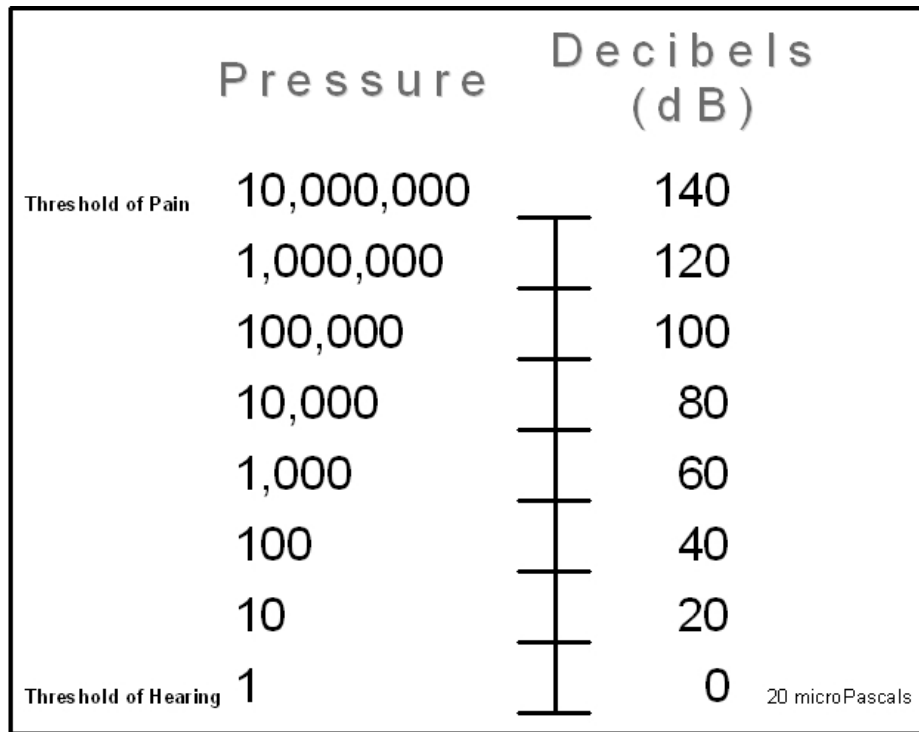 Pressure Decibels
(dB)
Threshold of Pain 10,000,000 140
1,000,000 120
100,000 100
10,000 80
1,000 60
100 40
10 20
Threshold of Hearing 1 0 20 microPascals